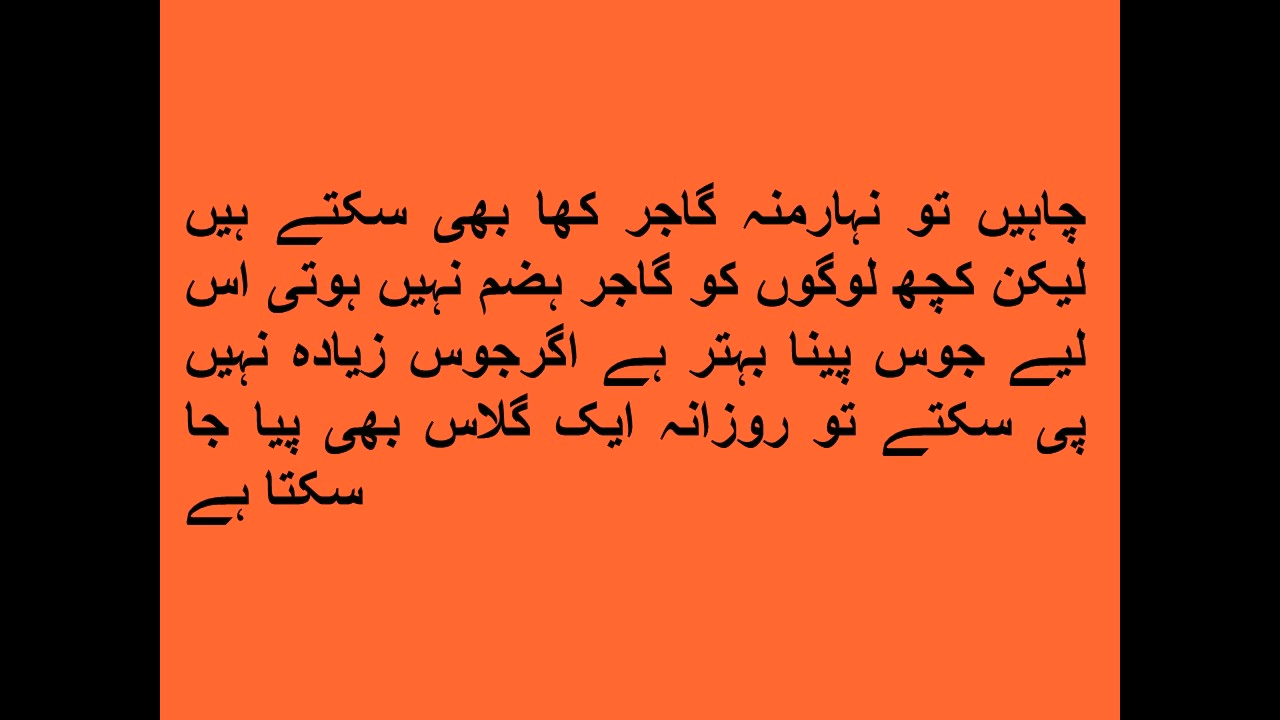 چاہیں تو نہارمنہ گاجر کھا بھی سکتے ہیں
لیکن کچھ لوگوں کو گاجر ہضم نہیں ہوتی اس
لیے جوس پینا بہتر ہے اگرجوس زیادہ نہیں
پی سکتے تو روزانہ ایک گلاس بھی پیا جا
سکتا ہے